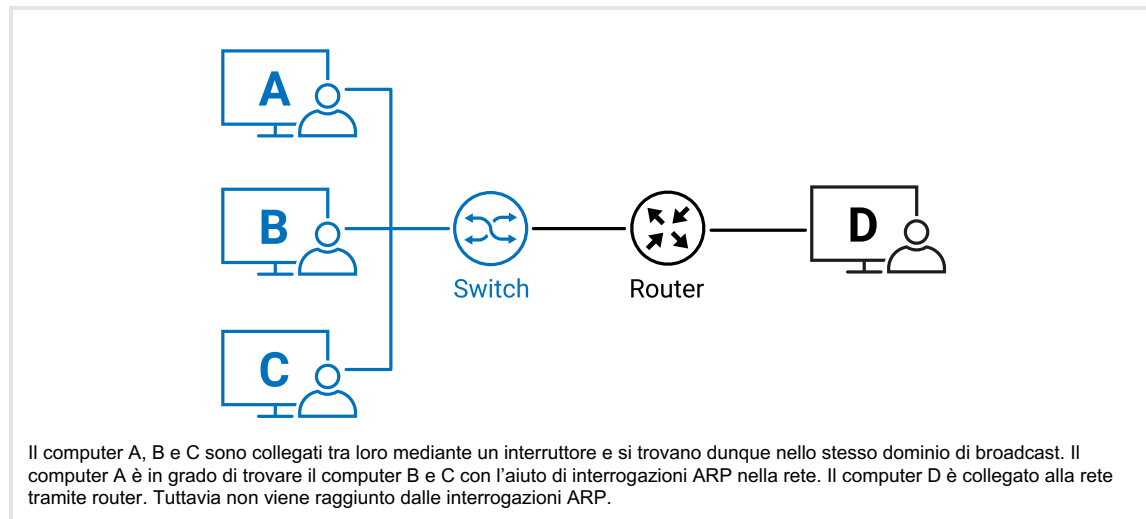 A
B
C
Switch
Router
D
Il computer A, B e C sono collegati tra loro mediante un interruttore e si trovano dunque nello stesso dominio di broadcast. Il
computer A è in grado di trovare il computer B e C con l'aiuto di interrogazioni ARP nella rete. Il computer D è collegato alla rete
tramite router. Tuttavia non viene raggiunto dalle interrogazioni ARP.